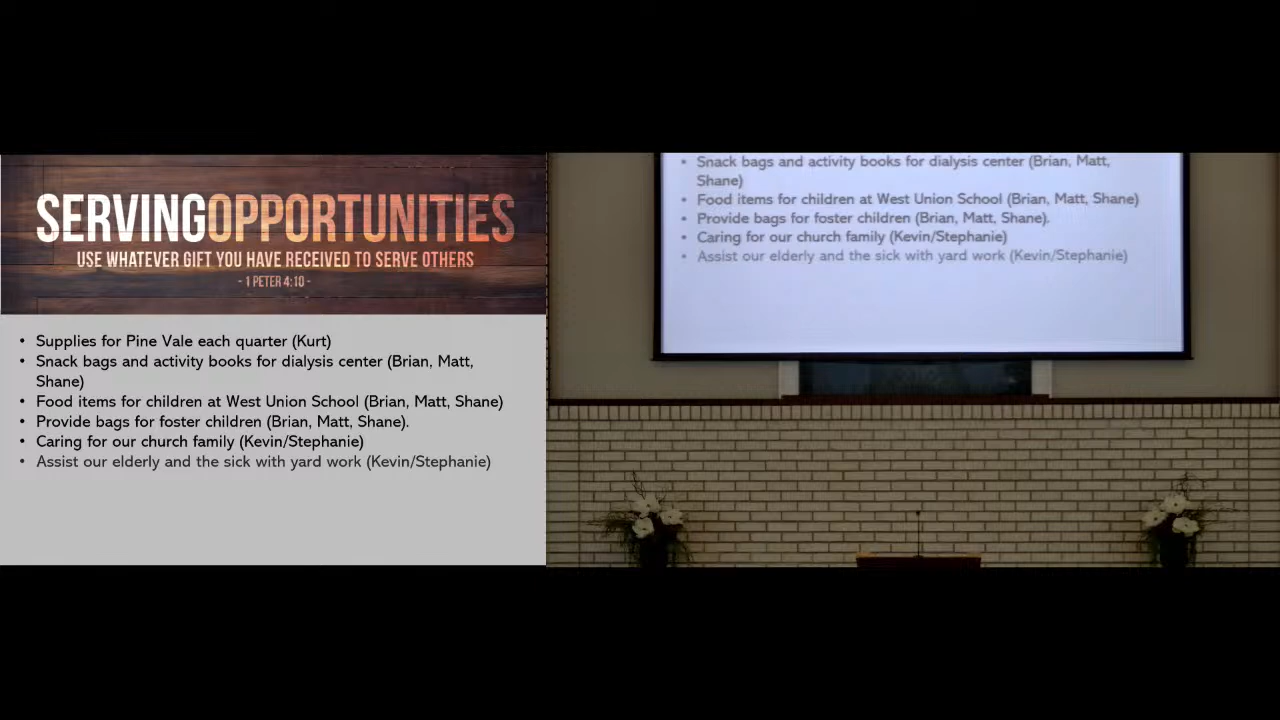 SERVINGOPPORTUNITIES
USE WHATEVER GIFT YOU HAVE RECEIVED TO SERVE OTHERS
- 1 PETER 4:10 -
• Supplies for Pine Vale each quarter (Kurt)
• Snack bags and activity books for dialysis center (Brian, Matt,
Shane)
• Food items for children at West Union School (Brian, Matt, Shane)
• Provide bags for foster children (Brian, Matt, Shane).
• Caring for our church family (Kevin/Stephanie)
• Assist our elderly and the sick with yard work (Kevin/Stephanie)
• Snack bags and activity books for dialysis center (Brian, Matt,
Shane)
• Food items for children at West Union School (Brian, Matt, Shane)
• Provide bags for foster children (Brian, Matt, Shane).
• Caring for our church family (Kevin/Stephanie)
• Assist our elderly and the sick with yard work (Kevin/Stephanie)